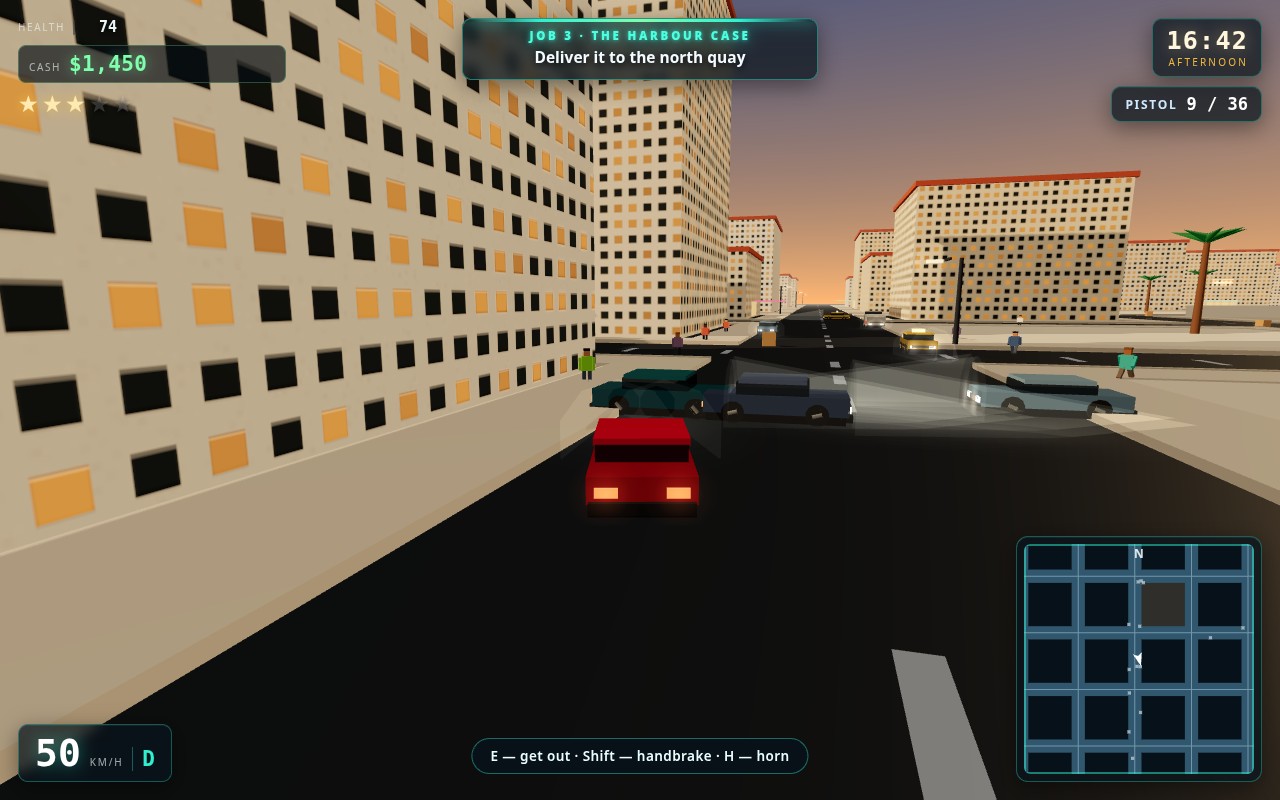 HEALTH 74
CASH $1,450
★★★★★
JOB 3 · THE HARBOUR CASE
Deliver it to the north quay
16:42
AFTERNOON
PISTOL 9 / 36
50 KM/H D
E — get out · Shift — handbrake · H — horn
N